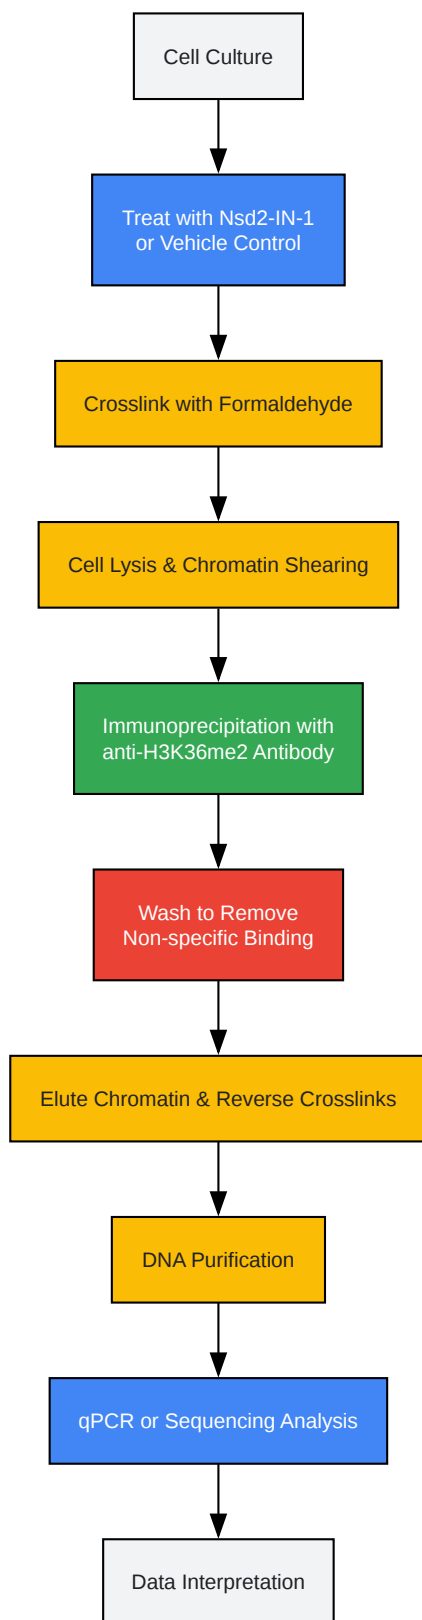 Cell Culture
Treat with Nsd2-IN-1
or Vehicle Control
Crosslink with Formaldehyde
Cell Lysis & Chromatin Shearing
Immunoprecipitation with
anti-H3K36me2 Antibody
Wash to Remove
Non-specific Binding
Elute Chromatin & Reverse Crosslinks
DNA Purification
qPCR or Sequencing Analysis
Data Interpretation